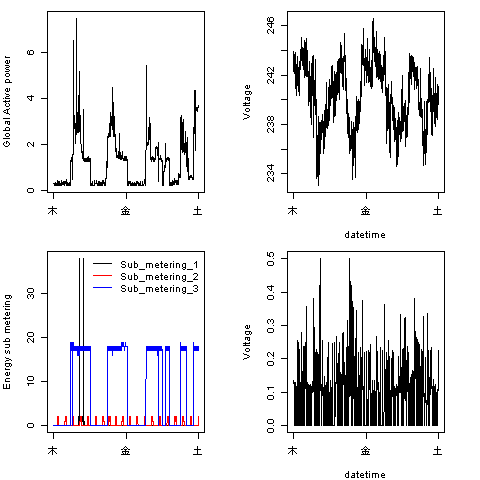 Global Active power
0 2 4 6
木 金 土
Voltage
234 238 242 246
木 金 土
datetime
Energy sub metering
0 10 20 30
Sub_metering_1
Sub_metering_2
Sub_metering_3
木 金 土
Voltage
0.0 0.1 0.2 0.3 0.4 0.5
木 金 土
datetime